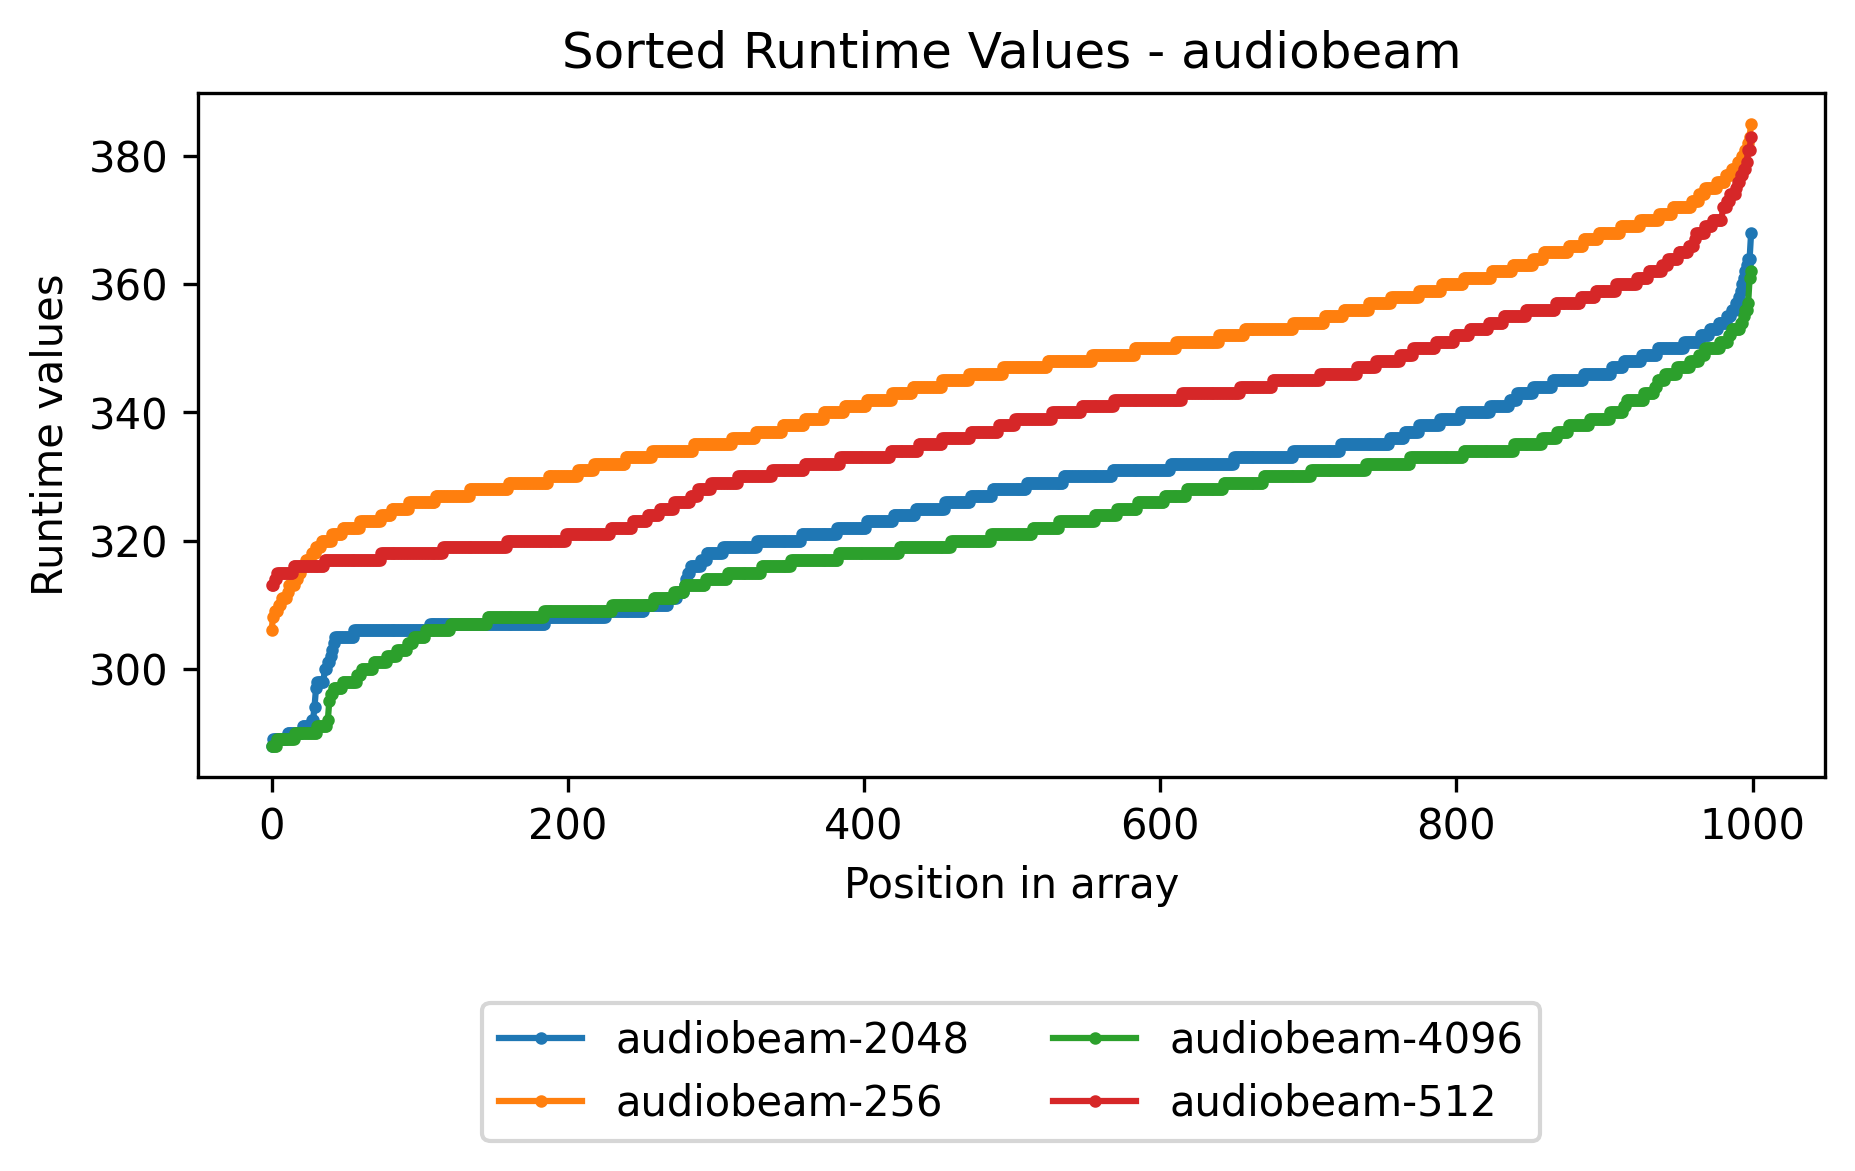 Sorted Runtime Values - audiobeam
Runtime values
380
360
340
320
300
0 200 400 600 800 1000
Position in array
audiobeam-2048
audiobeam-256
audiobeam-4096
audiobeam-512